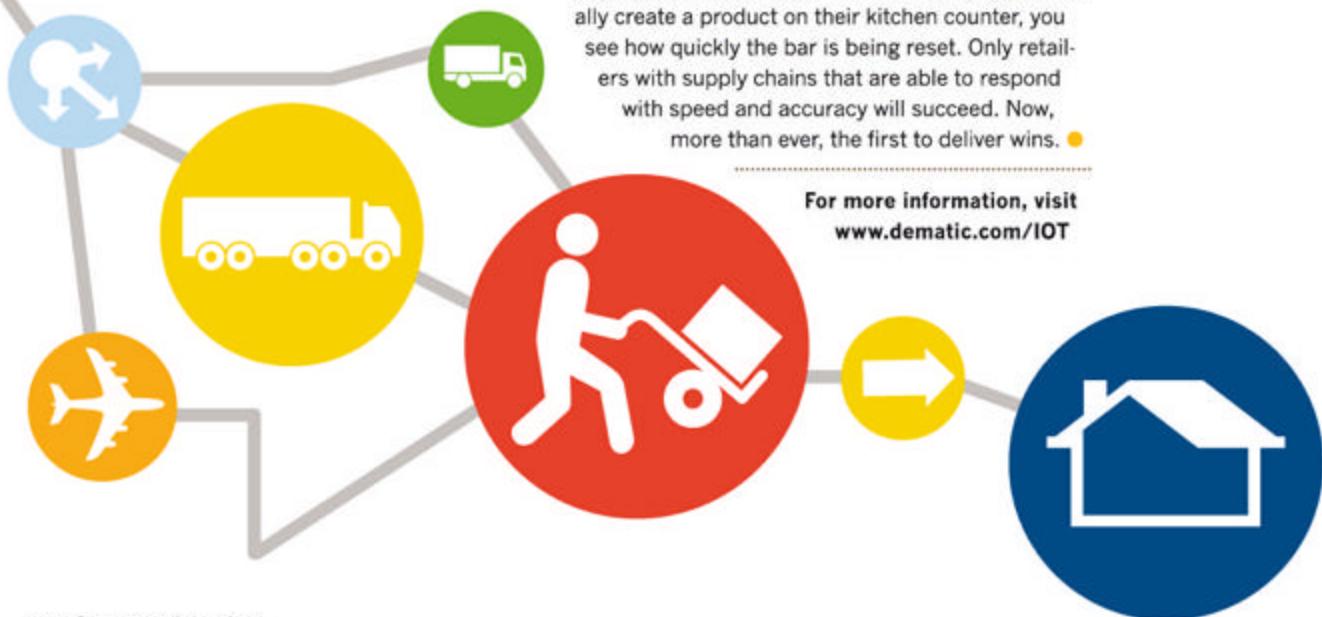 ally create a product on their kitchen counter, you
see how quickly the bar is being reset. Only retail-
ers with supply chains that are able to respond
with speed and accuracy will succeed. Now,
more than ever, the first to deliver wins.
For more information, visit
www.dematic.com/IOT